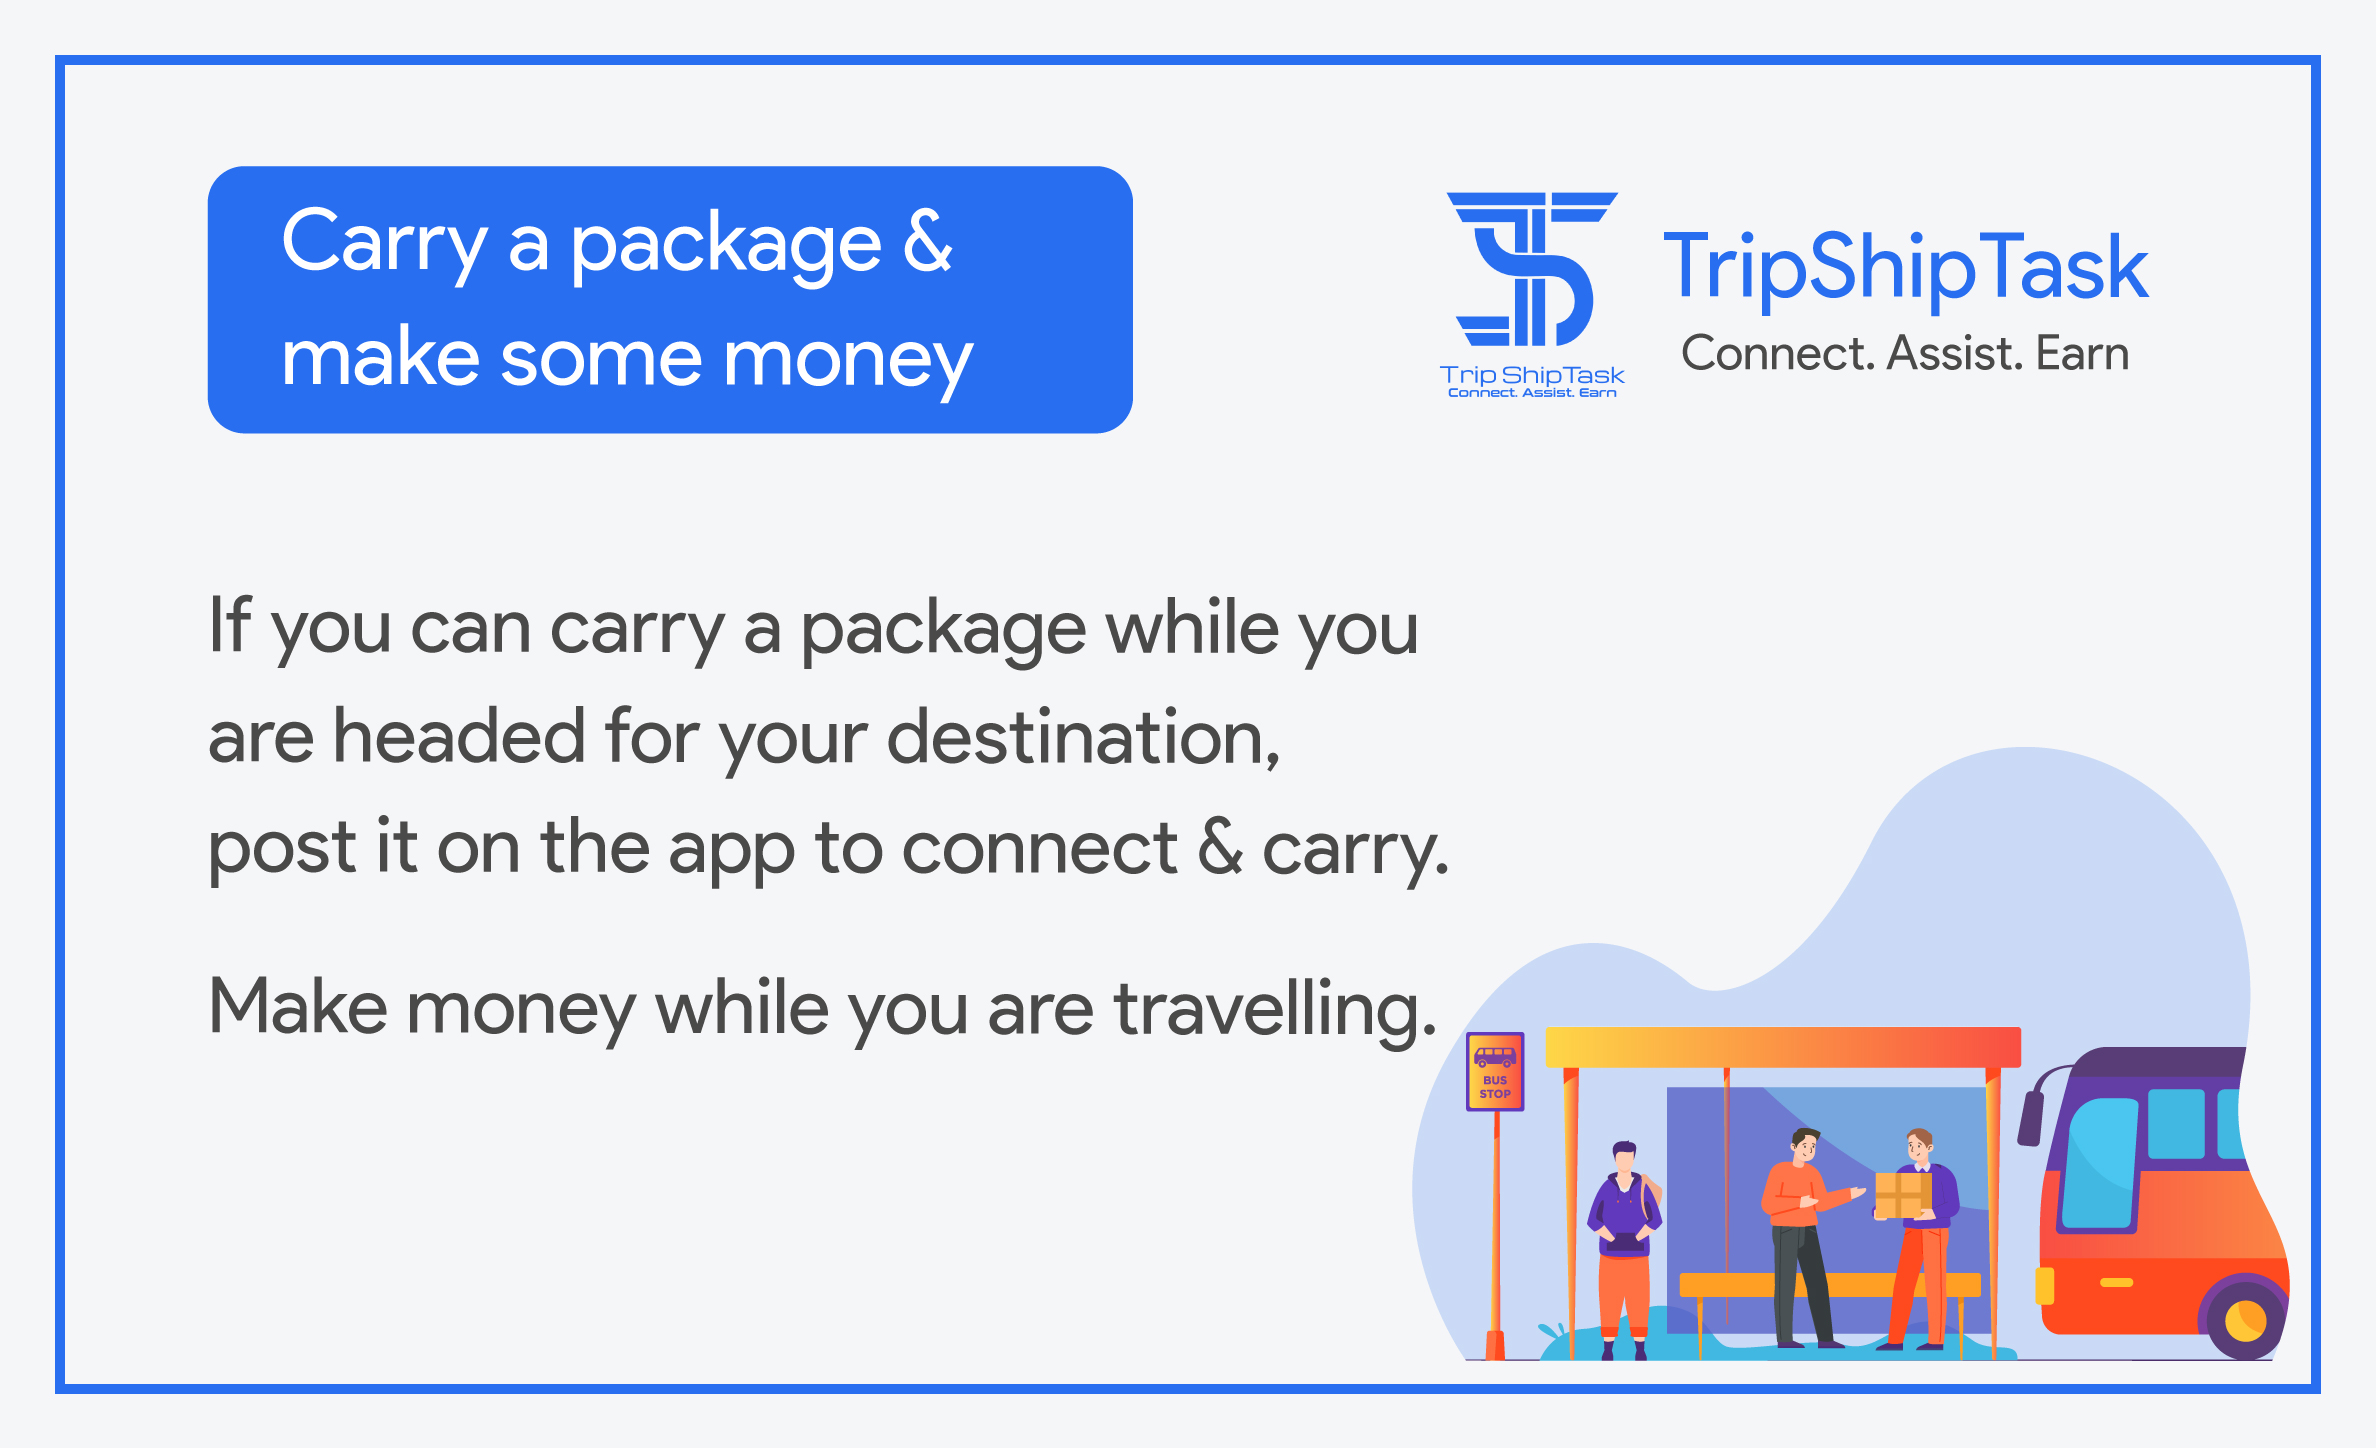 Carry a package &
make some money
TripShipTask
Connect. Assist. Earn
Trip ShipTask
Connect. Assist. Earn
If you can carry a package while you
are headed for your destination,
post it on the app to connect & carry.
Make money while you are travelling.
BUS
STOP